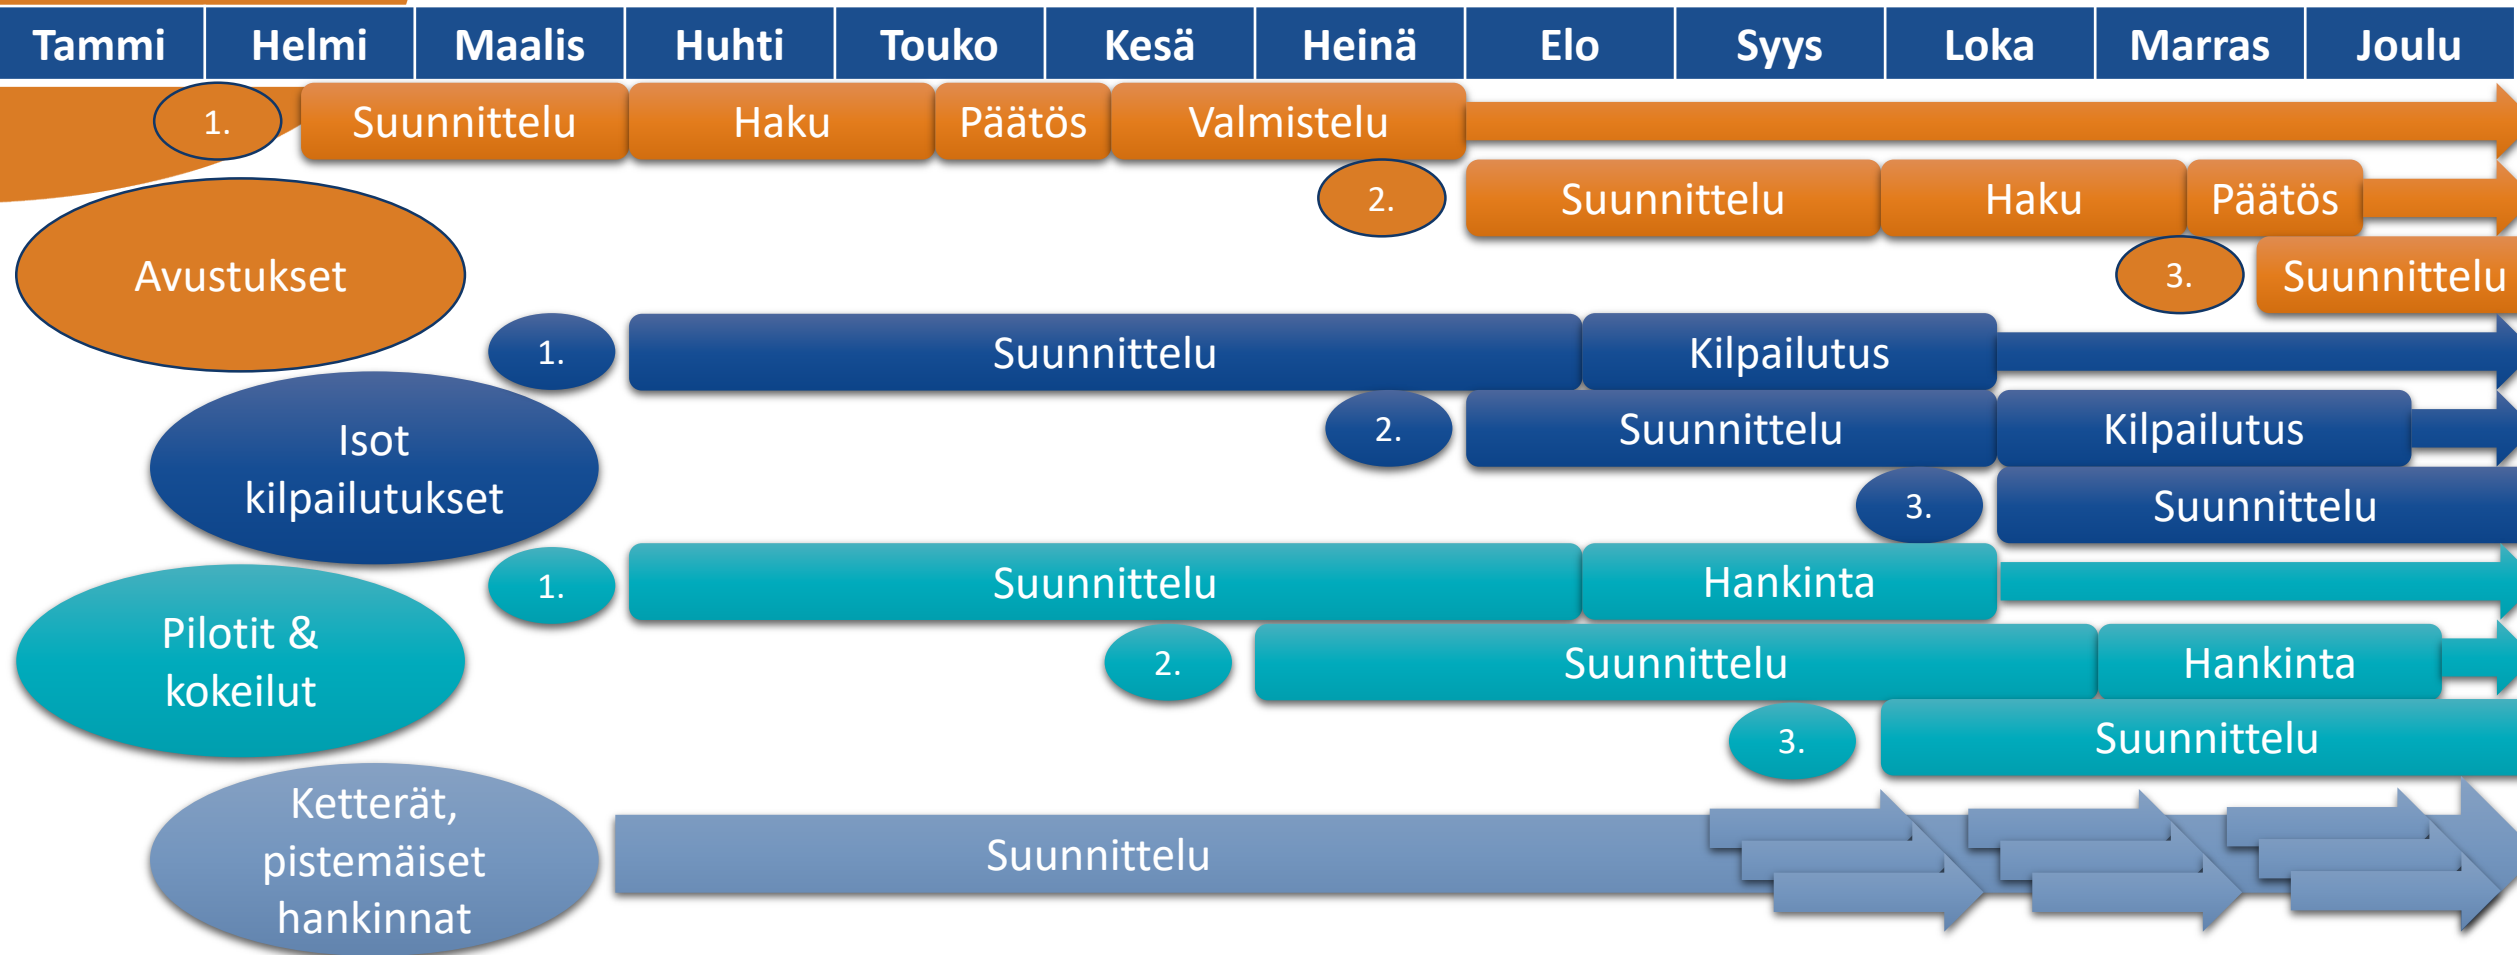 Tammi Helmi Maalis Huhti Touko Kesä Heinä Elo Syys Loka Marras Joulu
1. Suunnittelu Haku Päätös Valmistelu
2. Suunnittelu Haku Päätös
Avustukset
3. Suunnittelu
1. Suunnittelu Kilpailutus
Isot
kilpailutukset
2. Suunnittelu Kilpailutus
3. Suunnittelu
1. Suunnittelu Hankinta
Pilotit &
kokeilut
2. Suunnittelu Hankinta
3. Suunnittelu
Ketterät,
pistemäiset
hankinnat
Suunnittelu